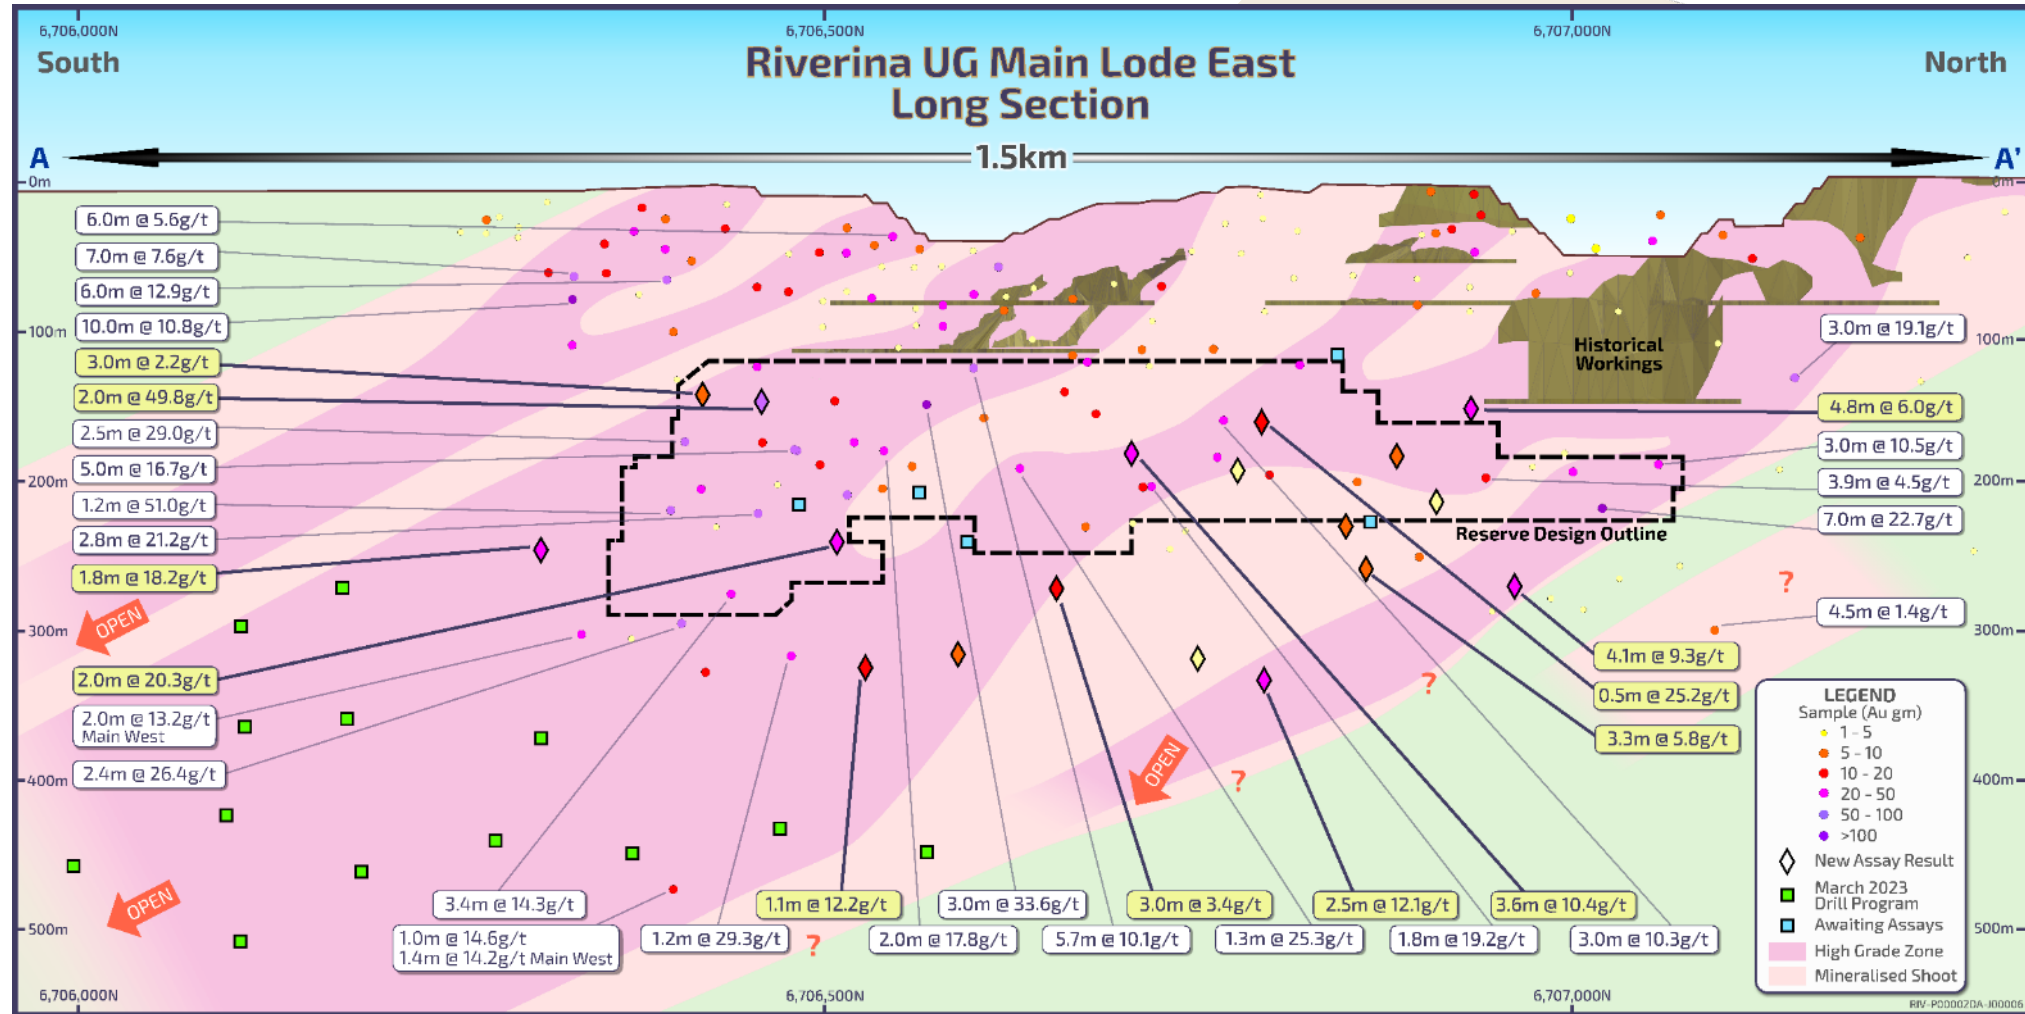 6,706,000N
6,706,500N
6,707,000N
South
Riverina UG Main Lode East
Long Section
North
A
1.5km
A'
0m
0m
6.0m @ 5.6g/t
7.0m @ 7.6g/t
6.0m @ 12.9g/t
10.0m @ 10.8g/t
100m
100m
3.0m @ 2.2g/t
2.0m @ 49.8g/t
2.5m @ 29.0g/t
5.0m @ 16.7g/t
200m
200m
1.2m @ 51.0g/t
2.8m @ 21.2g/t
1.8m @ 18.2g/t
OPEN
300m
300m
2.0m @ 20.3g/t
2.0m @ 13.2g/t
Main West
2.4m @ 26.4g/t
400m
400m
OPEN
500m
500m
Historical
Workings
3.0m @ 19.1g/t
4.8m @ 6.0g/t
3.0m @ 10.5g/t
3.9m @ 4.5g/t
7.0m @ 22.7g/t
Reserve Design Outline
?
4.5m @ 1.4g/t
4.1m @ 9.3g/t
0.5m @ 25.2g/t
3.3m @ 5.8g/t
?
?
OPEN
?
3.4m @ 14.3g/t
1.0m @ 14.6g/t
1.4m @ 14.2g/t Main West
1.2m @ 29.3g/t
1.1m @ 12.2g/t
2.0m @ 17.8g/t
3.0m @ 33.6g/t
5.7m @ 10.1g/t
3.0m @ 3.4g/t
1.3m @ 25.3g/t
2.5m @ 12.1g/t
1.8m @ 19.2g/t
3.6m @ 10.4g/t
3.0m @ 10.3g/t
LEGEND
Sample (Au gm)
1 - 5
5 - 10
10 - 20
20 - 50
50 - 100
>100
New Assay Result
March 2023
Drill Program
Awaiting Assays
High Grade Zone
Mineralised Shoot
6,706,000N
6,706,500N
6,707,000N
RIV-P00002DA-J00006